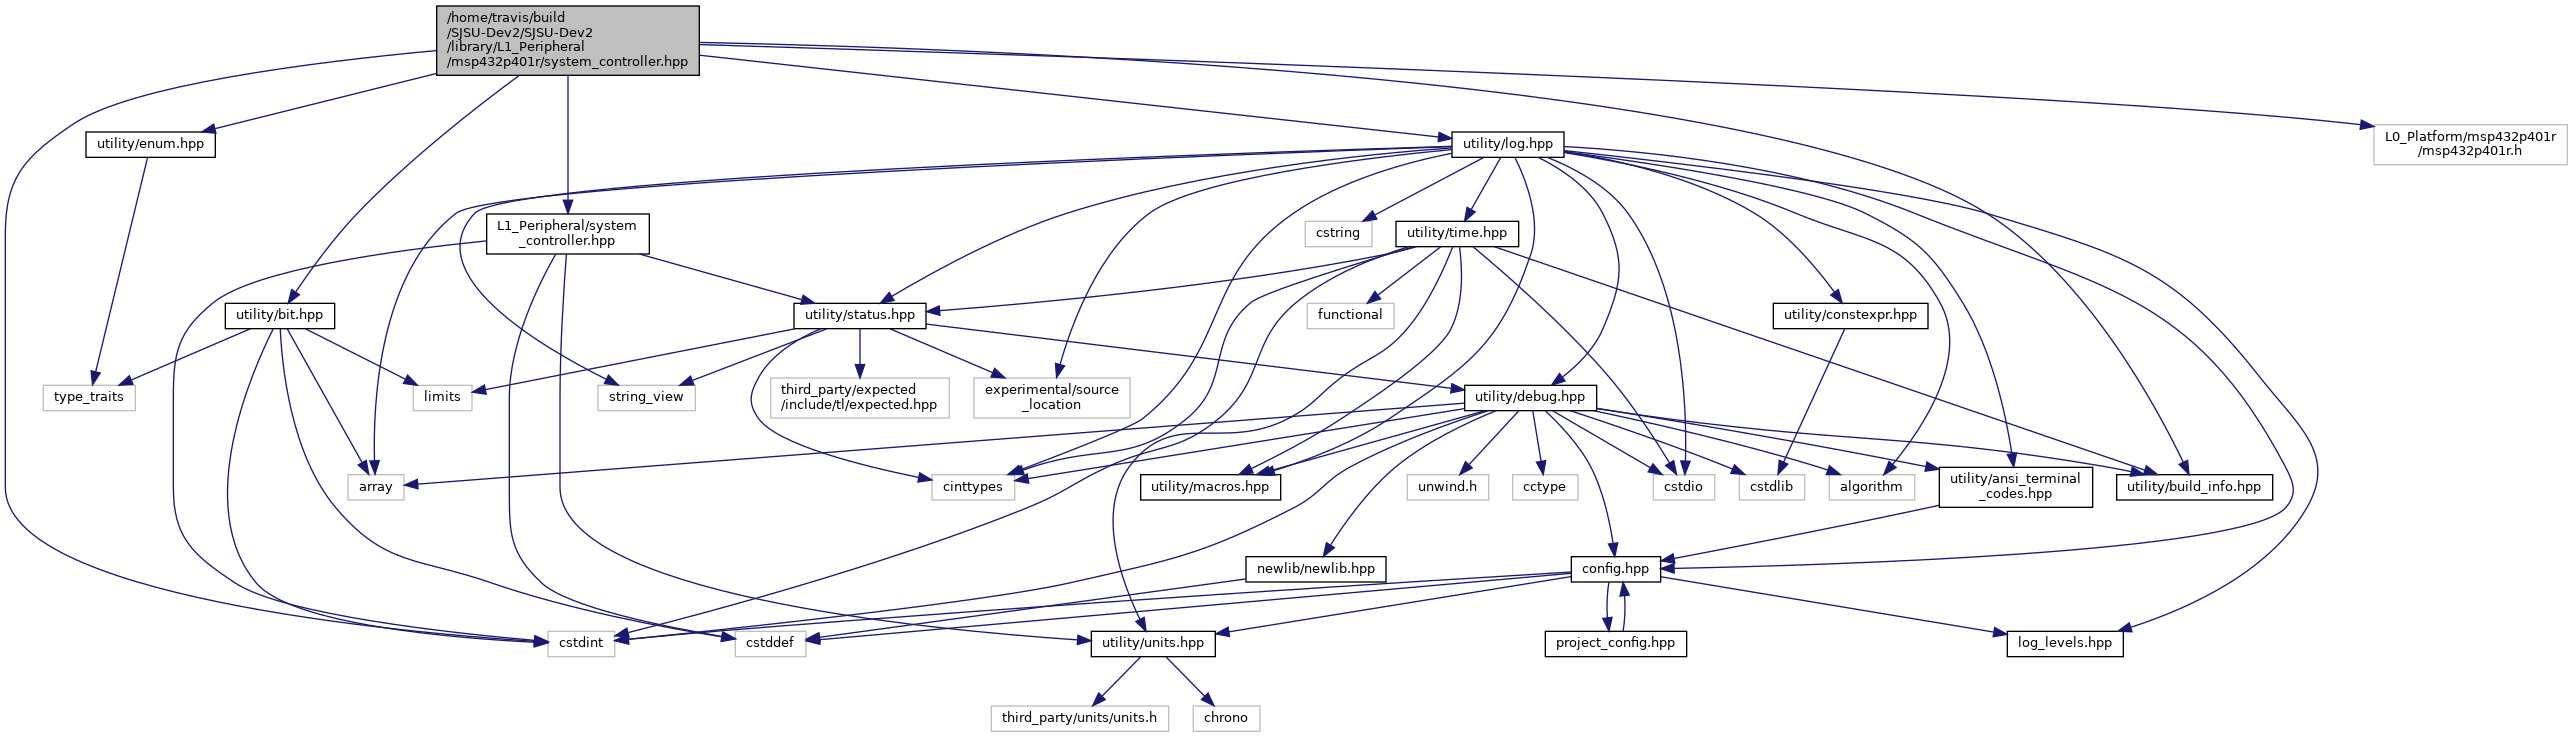 /home/travis/build
/SJSU-Dev2/SJSU-Dev2
/library/L1_Peripheral
/msp432p401r/system_controller.hpp
utility/enum.hpp
utility/log.hpp
L0_Platform/msp432p401r
/msp432p401r.h
L1_Peripheral/system
_controller.hpp
cstring
utility/time.hpp
utility/bit.hpp
utility/status.hpp
functional
utility/constexpr.hpp
type_traits
limits
string_view
third_party/expected
/include/tl/expected.hpp
experimental/source
_location
utility/debug.hpp
array
cinttypes
utility/macros.hpp
unwind.h
cctype
cstdio
cstdlib
algorithm
utility/ansi_terminal
_codes.hpp
utility/build_info.hpp
newlib/newlib.hpp
config.hpp
cstdint
cstddef
utility/units.hpp
project_config.hpp
log_levels.hpp
third_party/units/units.h
chrono